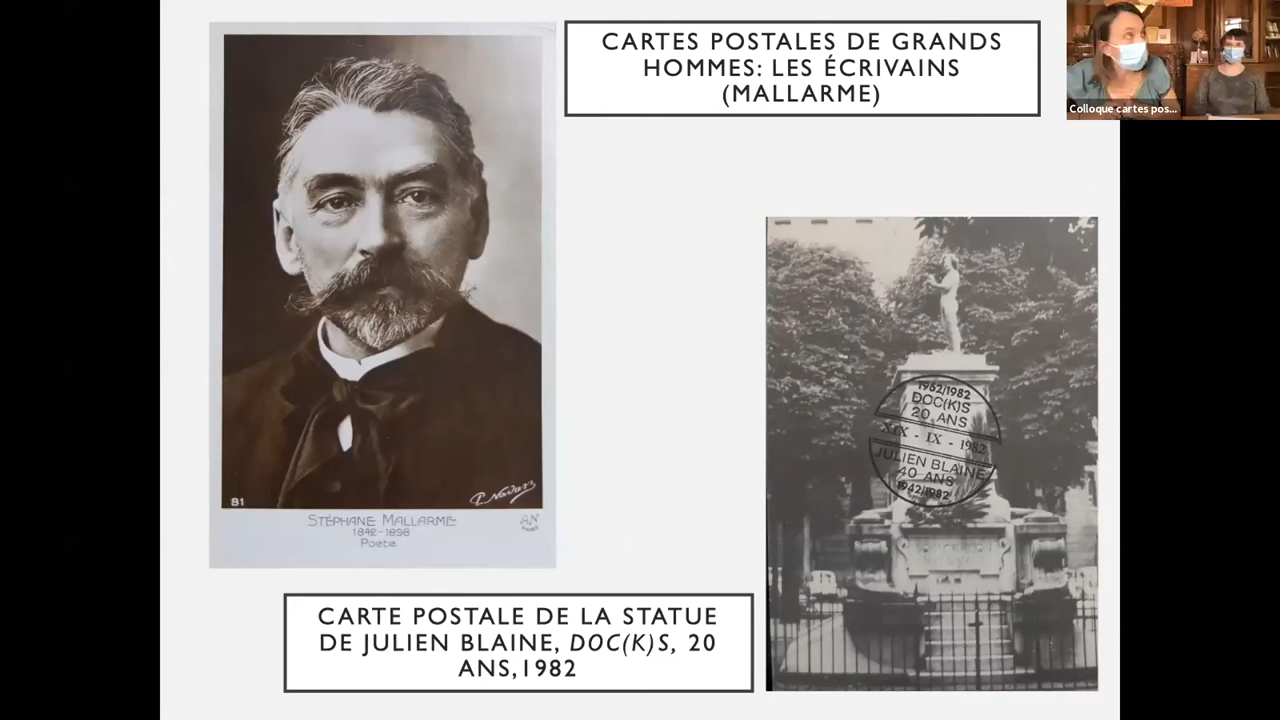 CARTES POSTALES DE GRANDS
HOMMES: LES ÉCRIVAINS
(MALLARME)
Colloque cartes pos...
P. Nadar
81
STÉPHANE MALLARMÉ
1842-1898
Poète
AN
1962/1982
DOC(K)S
20 ANS
XIX - IX - 1982
JULIEN BLAINE
40 ANS
1942/1982
CARTE POSTALE DE LA STATUE
DE JULIEN BLAINE, DOC(K)S, 20
ANS,1982